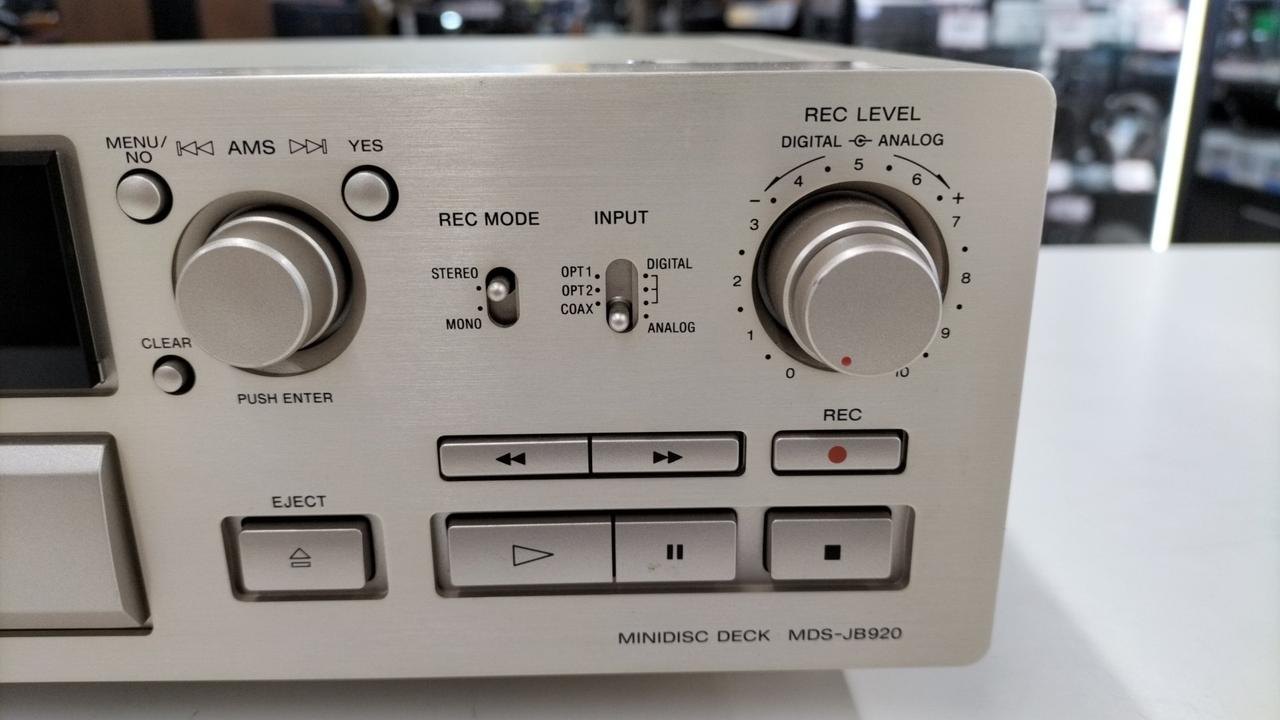 MENU/
NO
AMS
YES
CLEAR
PUSH ENTER
REC MODE
STEREO
MONO
INPUT
OPT1
OPT2
COAX
DIGITAL
ANALOG
REC LEVEL
DIGITAL ANALOG
0
1
2
3
4
5
6
7
8
9
10
- +
REC
EJECT
MINIDISC DECK MDS-JB920